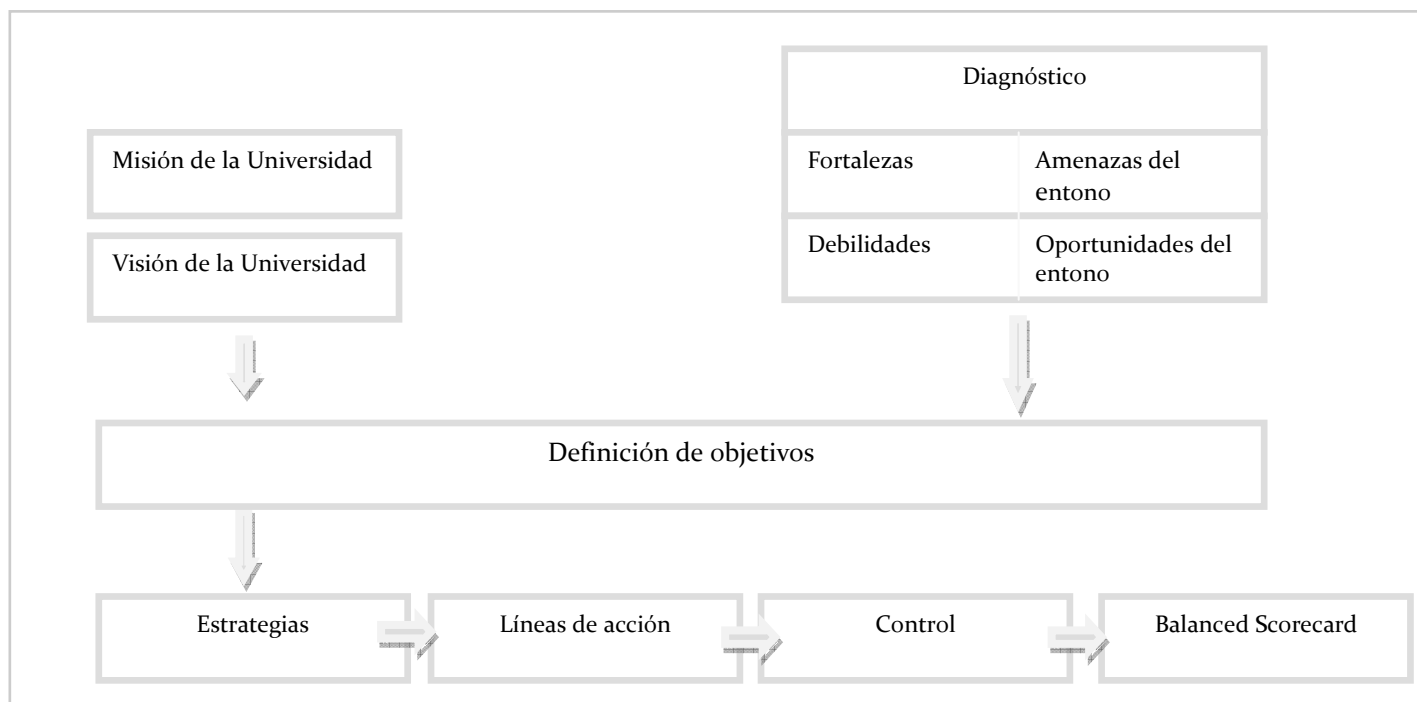 Diagnóstico
Misión de la Universidad
Fortalezas
Amenazas del
entono
Visión de la Universidad
Debilidades
Oportunidades del
entono
Definición de objetivos
Estrategias
Líneas de acción
Control
Balanced Scorecard